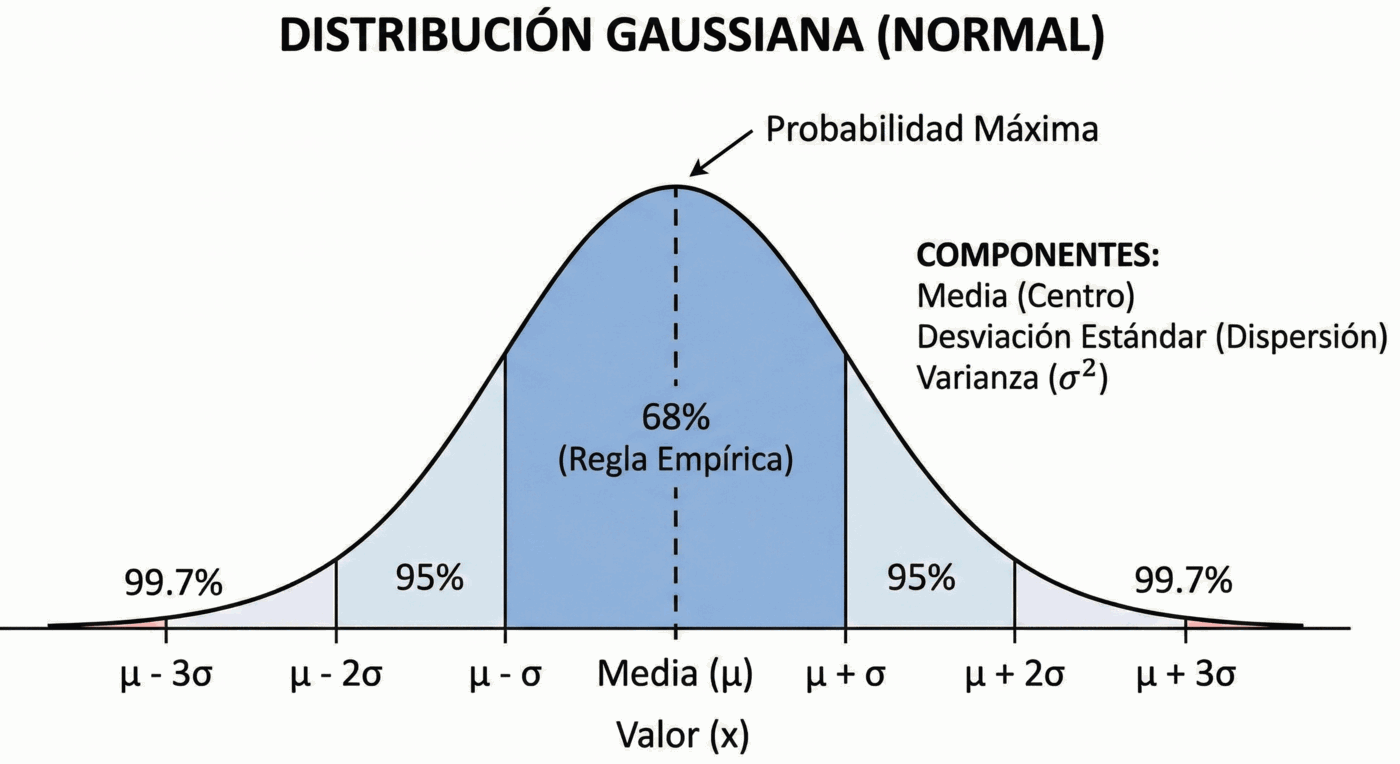 DISTRIBUCIÓN GAUSSIANA (NORMAL)
Probabilidad Máxima
COMPONENTES:
Media (Centro)
Desviación Estándar (Dispersión)
Varianza (σ²)
68%
(Regla Empírica)
99.7%
95%
95%
99.7%
μ - 3σ
μ - 2σ
μ - σ
Media (μ)
μ + σ
μ + 2σ
μ + 3σ
Valor (x)